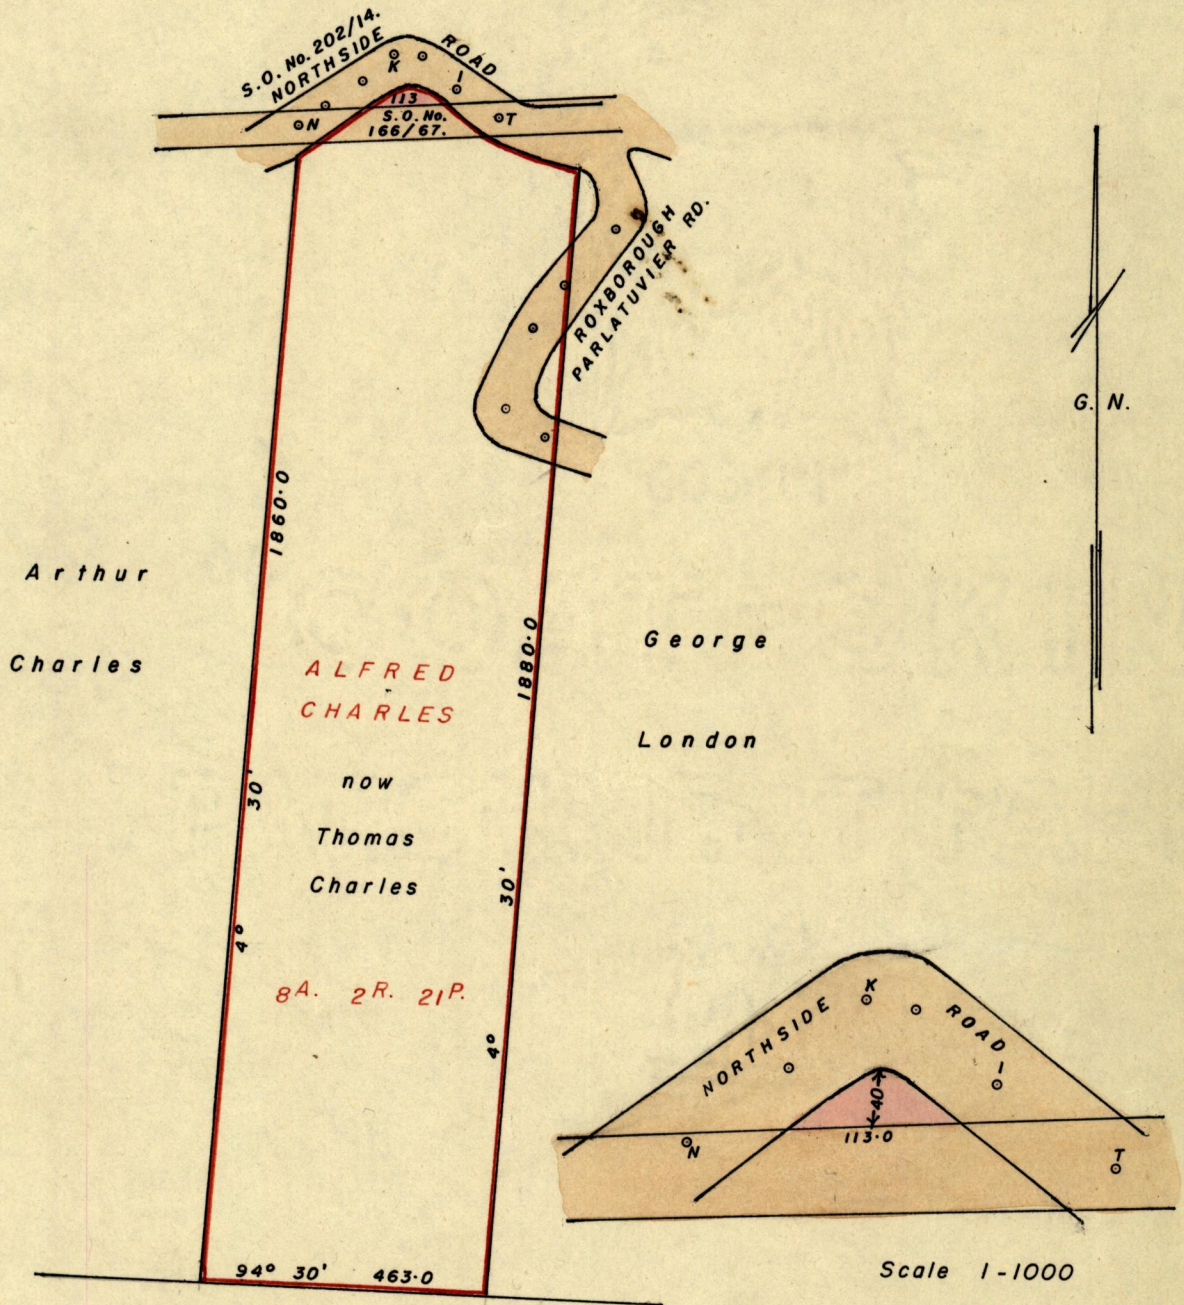 S.O. No. 202/14.
NORTHSIDE ROAD
K
I
N
T
113
S.O. No.
166/67.
ROXBOROUGH
PARLATUVIER RD.
G. N.
1860·0
30'
4°
1880·0
30'
4°
Arthur
Charles
ALFRED
CHARLES
now
Thomas
Charles
8A. 2R. 21P.
George
London
94° 30' 463·0
NORTHSIDE ROAD
K
I
N
T
40
113·0
Scale 1-1000